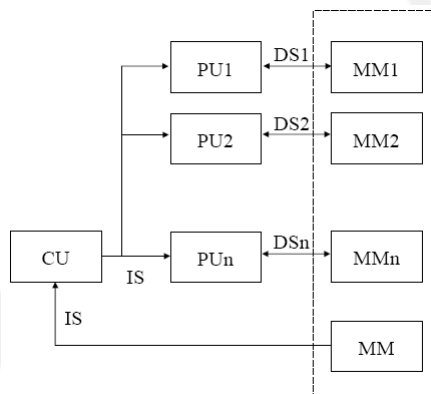 PU1 DS1 MM1
PU2 DS2 MM2
CU IS PUn DSn MMn
IS MM